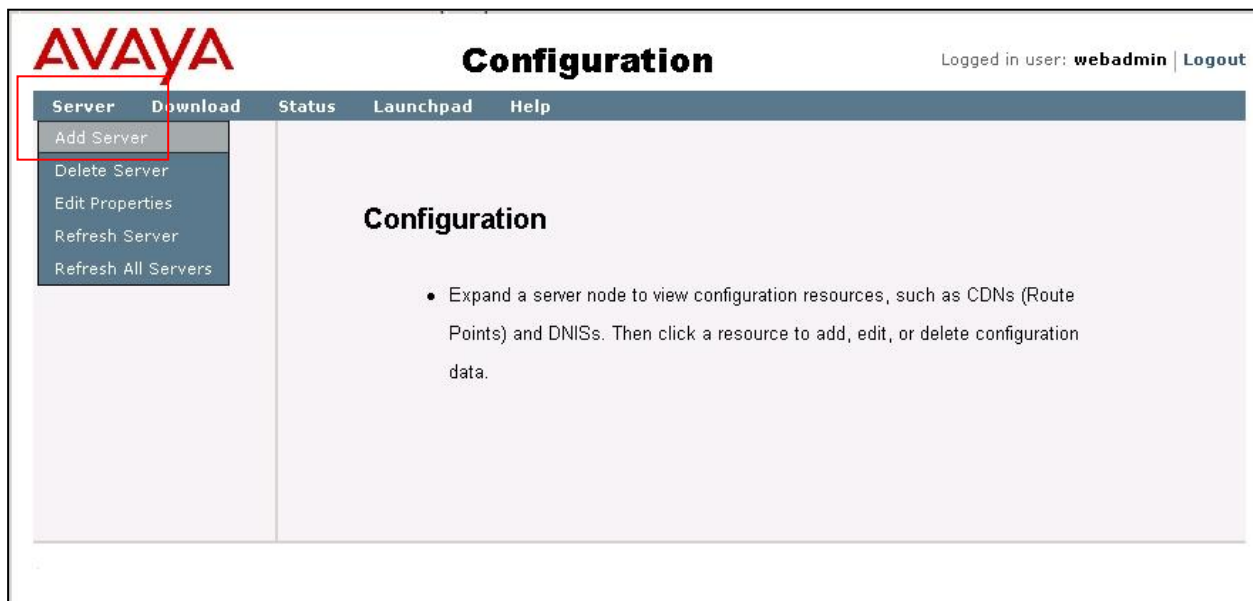 AVAYA
Configuration
Logged in user: webadmin | Logout
Server Download Status Launchpad Help
Add Server
Delete Server
Edit Properties
Refresh Server
Refresh All Servers
Configuration
• Expand a server node to view configuration resources, such as CDNs (Route
Points) and DNISs. Then click a resource to add, edit, or delete configuration
data.